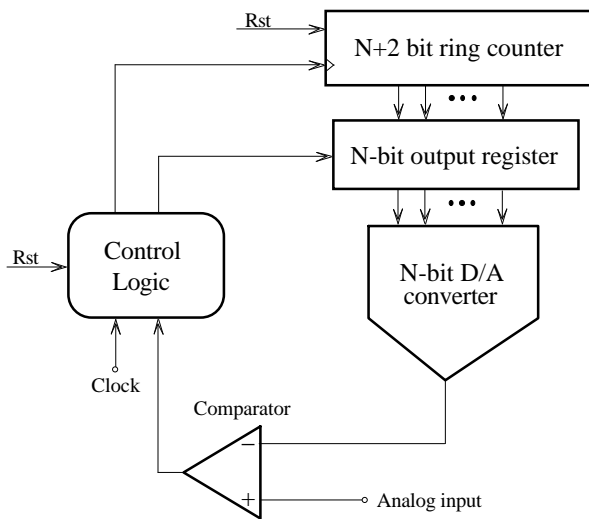 Rst
N+2 bit ring counter
N-bit output register
Control
Logic
Rst
N-bit D/A
converter
Clock
Comparator
−
+
Analog input